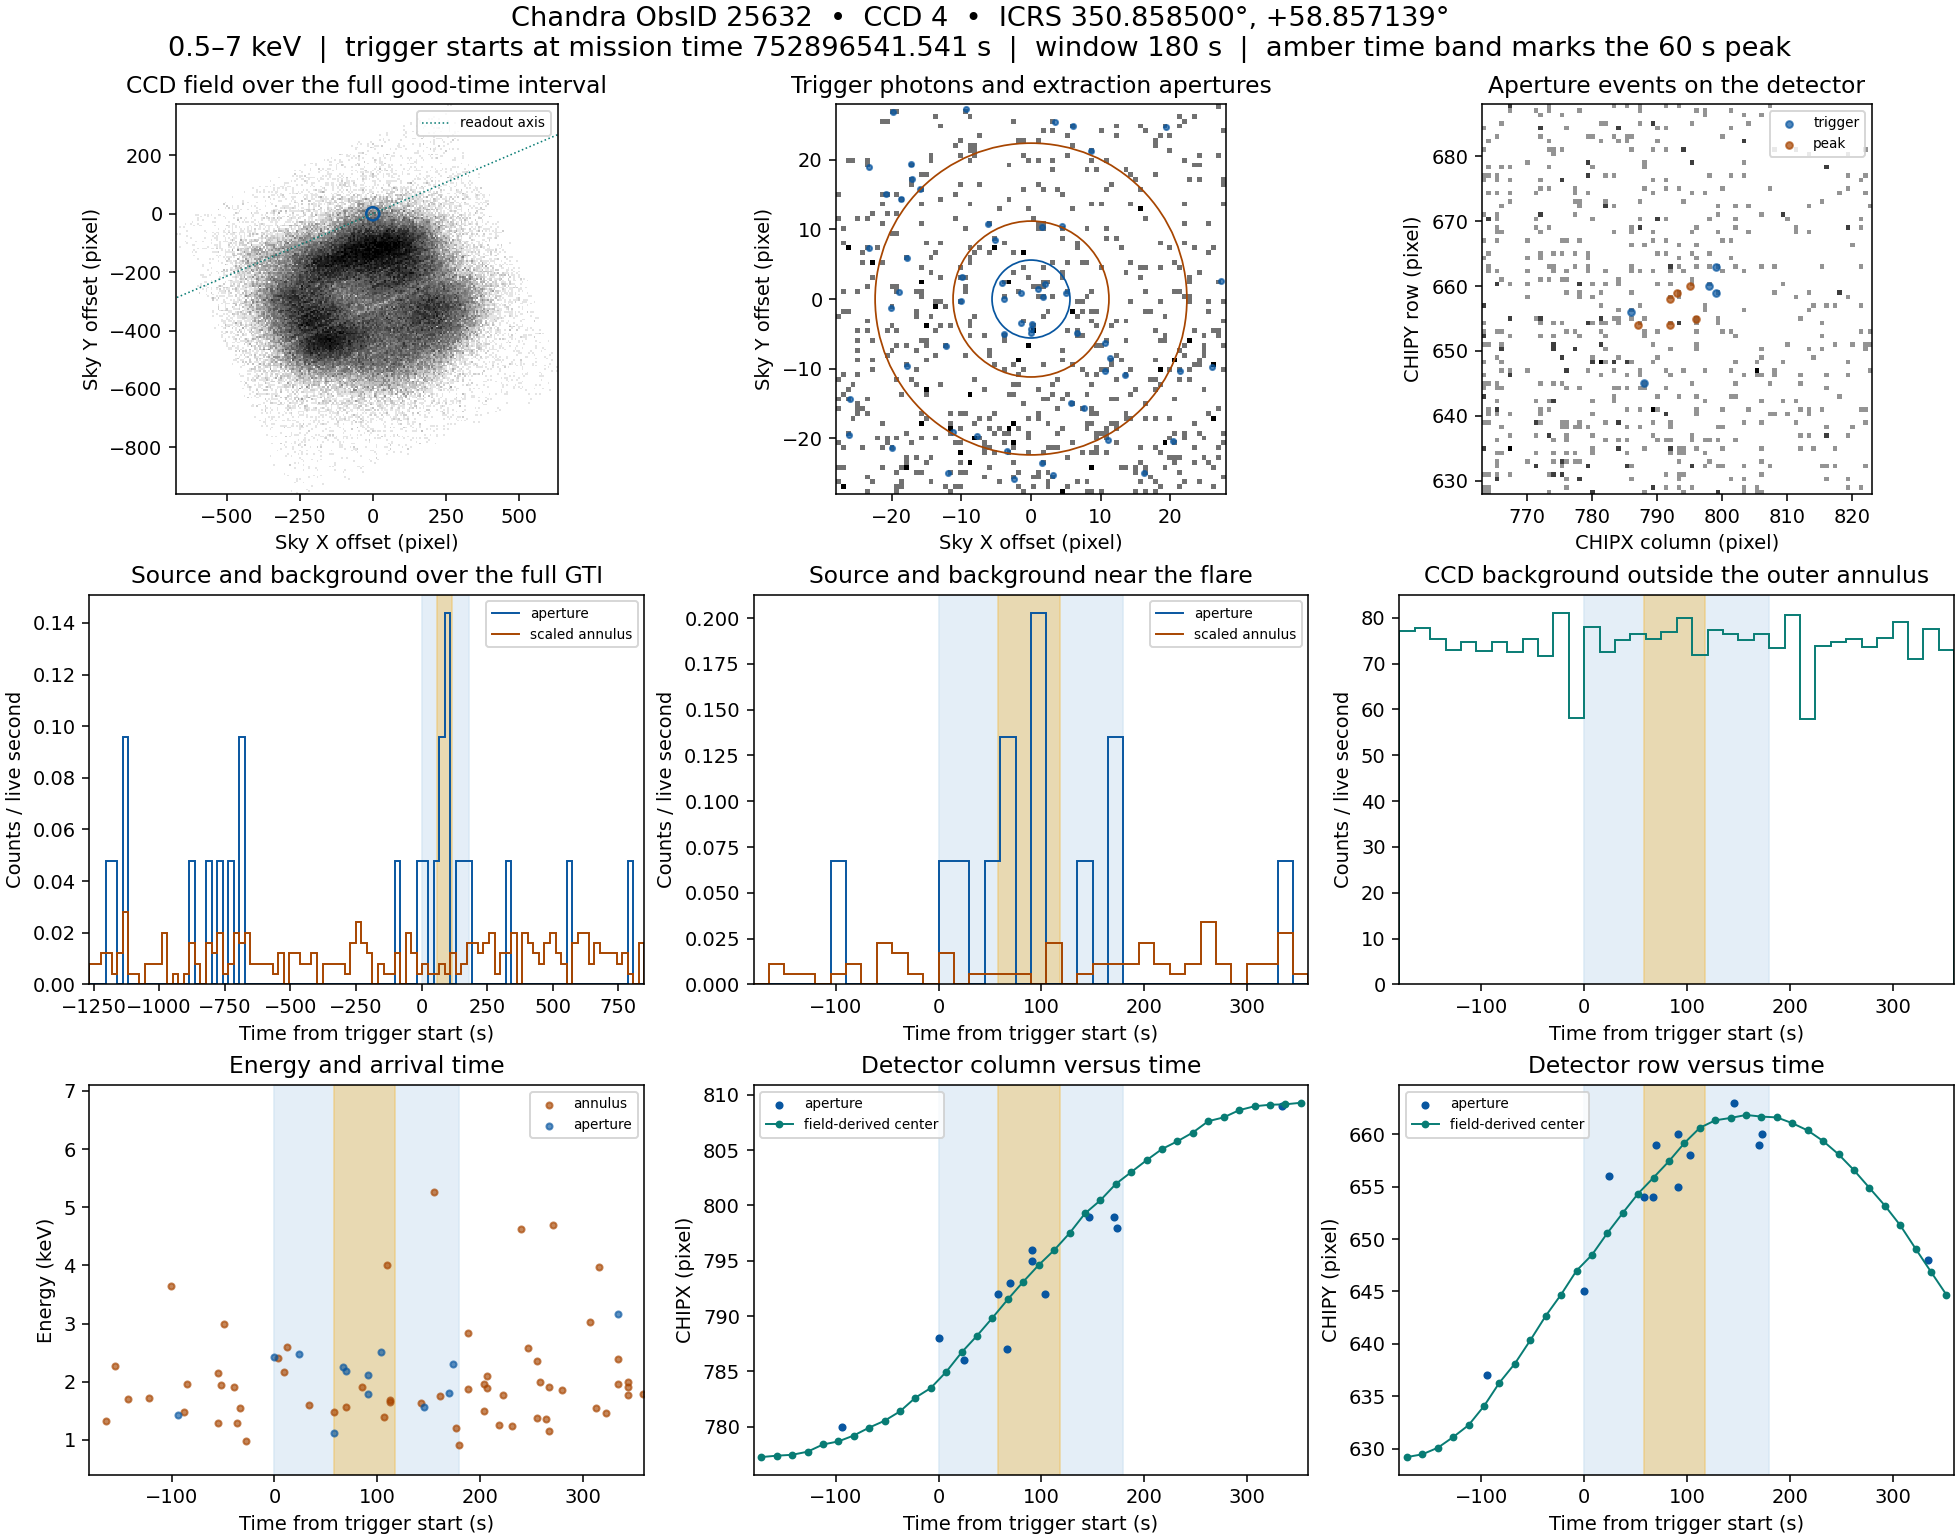 Chandra ObsID 25632 • CCD 4 • ICRS 350.858500°, +58.857139°
0.5–7 keV | trigger starts at mission time 752896541.541 s | window 180 s | amber time band marks the 60 s peak
CCD field over the full good-time interval
readout axis
200
0
−200
−400
−600
−800
−500
−250
0
250
500
Sky Y offset (pixel)
Sky X offset (pixel)
Trigger photons and extraction apertures
20
10
0
−10
−20
−20
−10
0
10
20
Sky Y offset (pixel)
Sky X offset (pixel)
Aperture events on the detector
trigger
peak
680
670
660
650
640
630
770
780
790
800
810
820
CHIPY row (pixel)
CHIPX column (pixel)
Source and background over the full GTI
aperture
scaled annulus
0.14
0.12
0.10
0.08
0.06
0.04
0.02
0.00
−1250
−1000
−750
−500
−250
0
250
500
750
Counts / live second
Time from trigger start (s)
Source and background near the flare
aperture
scaled annulus
0.200
0.175
0.150
0.125
0.100
0.075
0.050
0.025
0.000
−100
0
100
200
300
Counts / live second
Time from trigger start (s)
CCD background outside the outer annulus
80
70
60
50
40
30
20
10
0
−100
0
100
200
300
Counts / live second
Time from trigger start (s)
Energy and arrival time
annulus
aperture
7
6
5
4
3
2
1
−100
0
100
200
300
Energy (keV)
Time from trigger start (s)
Detector column versus time
aperture
field-derived center
810
805
800
795
790
785
780
−100
0
100
200
300
CHIPX (pixel)
Time from trigger start (s)
Detector row versus time
aperture
field-derived center
660
655
650
645
640
635
630
−100
0
100
200
300
CHIPY (pixel)
Time from trigger start (s)